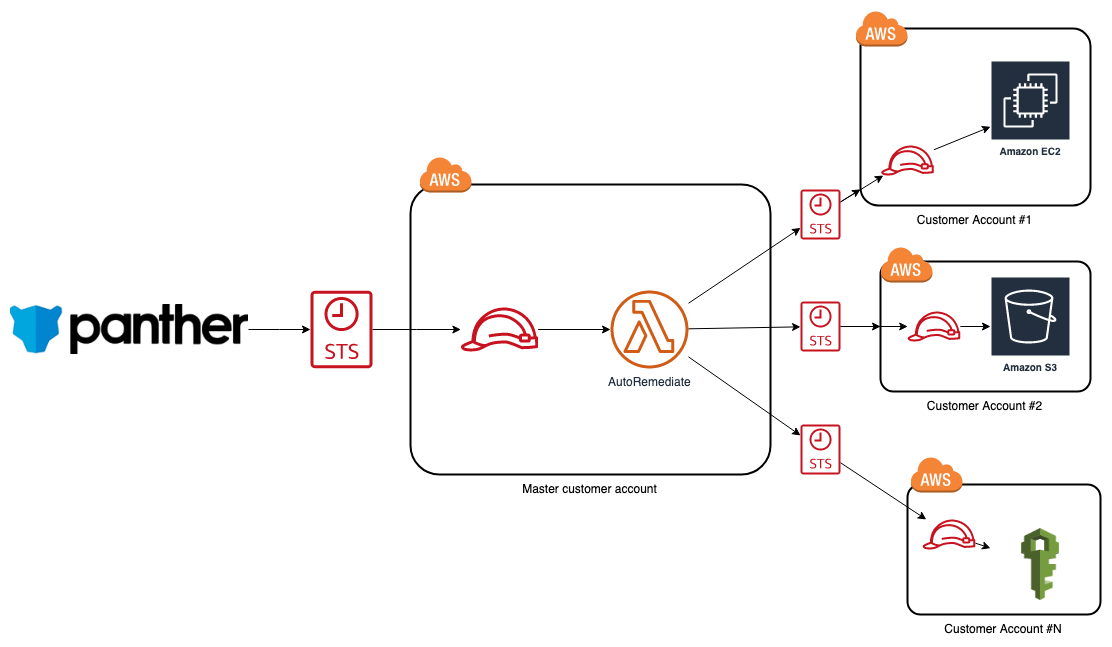 AWS
Amazon EC2
Customer Account #1
AWS
STS
panther
STS
AutoRemediate
Master customer account
AWS
STS
Amazon S3
Customer Account #2
STS
AWS
Customer Account #N